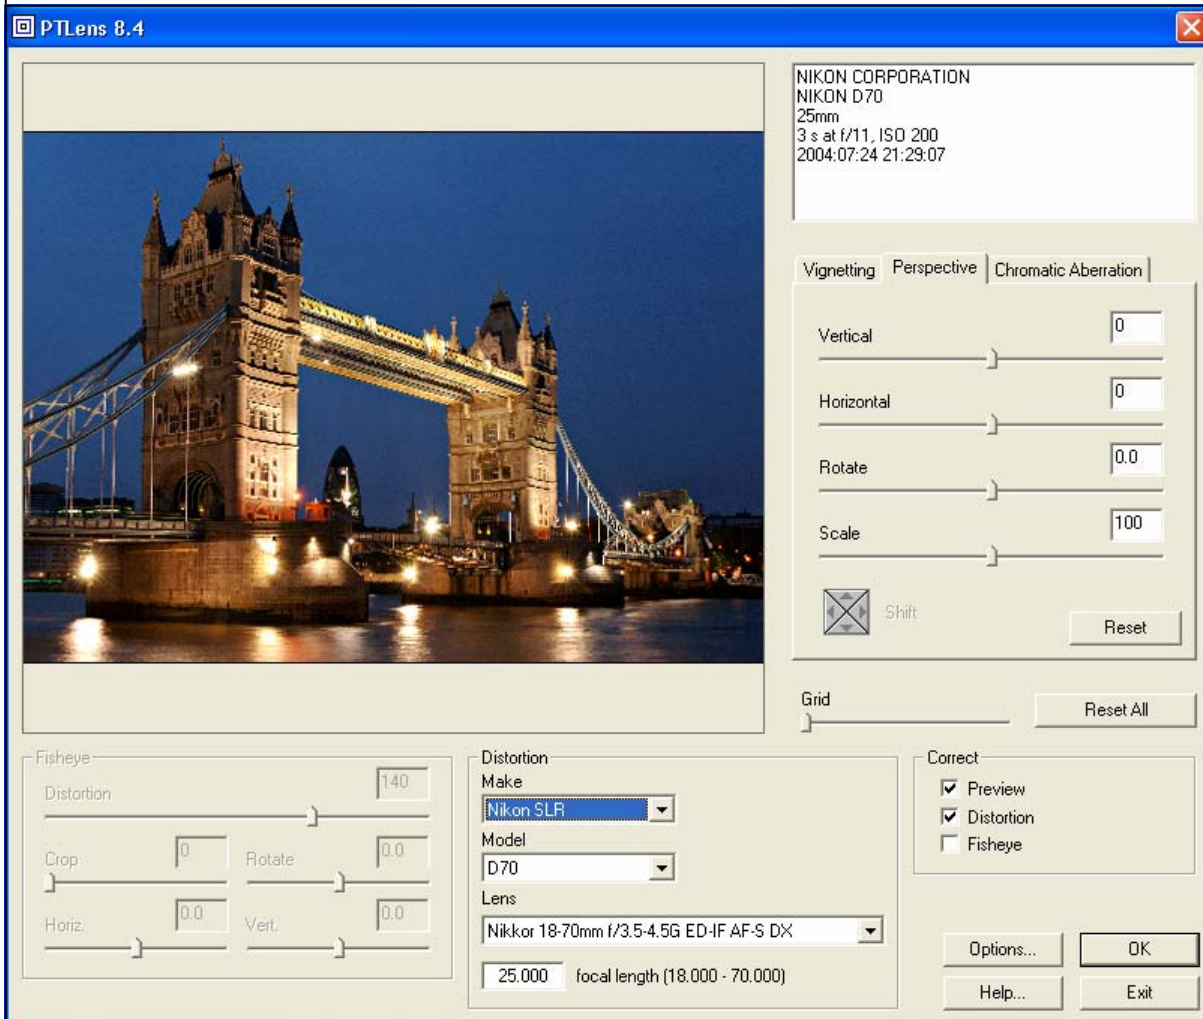 PTLens 8.4
NIKON CORPORATION
NIKON D70
25mm
3 s at f/11, ISO 200
2004:07:24 21:29:07
Vignetting
Perspective
Chromatic Aberration
Vertical
0
Horizontal
0
Rotate
0.0
Scale
100
Shift
Reset
Grid
Reset All
Fisheye
Distortion
140
Crop
0
Rotate
0.0
Horiz.
0.0
Vert.
0.0
Distortion
Make
Nikon SLR
Model
D70
Lens
Nikkor 18-70mm f/3.5-4.5G ED-IF AF-S DX
25.000 focal length (18.000 - 70.000)
Correct
Preview
Distortion
Fisheye
Options...
OK
Help...
Exit